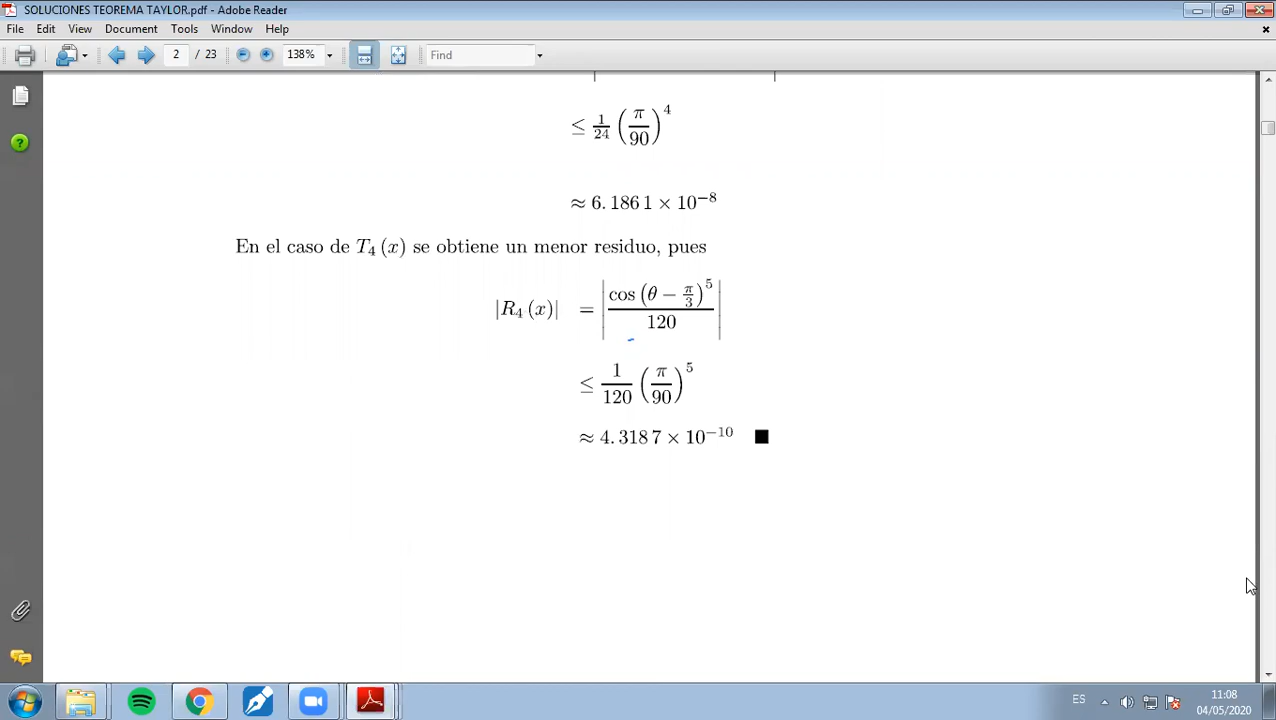 SOLUCIONES TEOREMA TAYLOR.pdf - Adobe Reader
File Edit View Document Tools Window Help
2 / 23 138% Find
≤ 1/24 (π/90)^4
≈ 6.1861 × 10^−8
En el caso de T₄(x) se obtiene un menor residuo, pues
|R₄(x)| = |cos(θ − π/3)^5 / 120|
≤ 1/120 (π/90)^5
≈ 4.3187 × 10^−10 ■
ES 11:08
04/05/2020